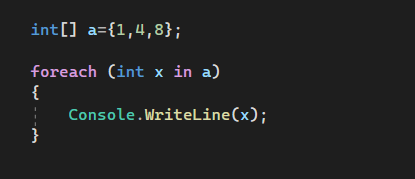 int[] a={1,4,8};
foreach (int x in a)
{
    Console.WriteLine(x);
}